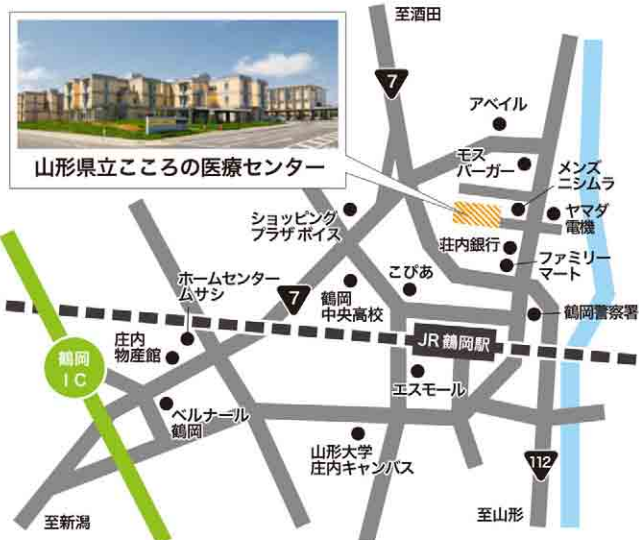 至酒田
7
アベイル
モス
バーガー
メンズ
ニシムラ
山形県立こころの医療センター
ヤマダ
電機
ショッピング
プラザ ボイス
荘内銀行
ファミリー
マート
こぴあ
ホームセンター
ムサシ
7
鶴岡
中央高校
鶴岡警察署
庄内
物産館
JR 鶴岡駅
鶴岡
IC
エスモール
ベルナール
鶴岡
山形大学
庄内キャンパス
112
至新潟
至山形